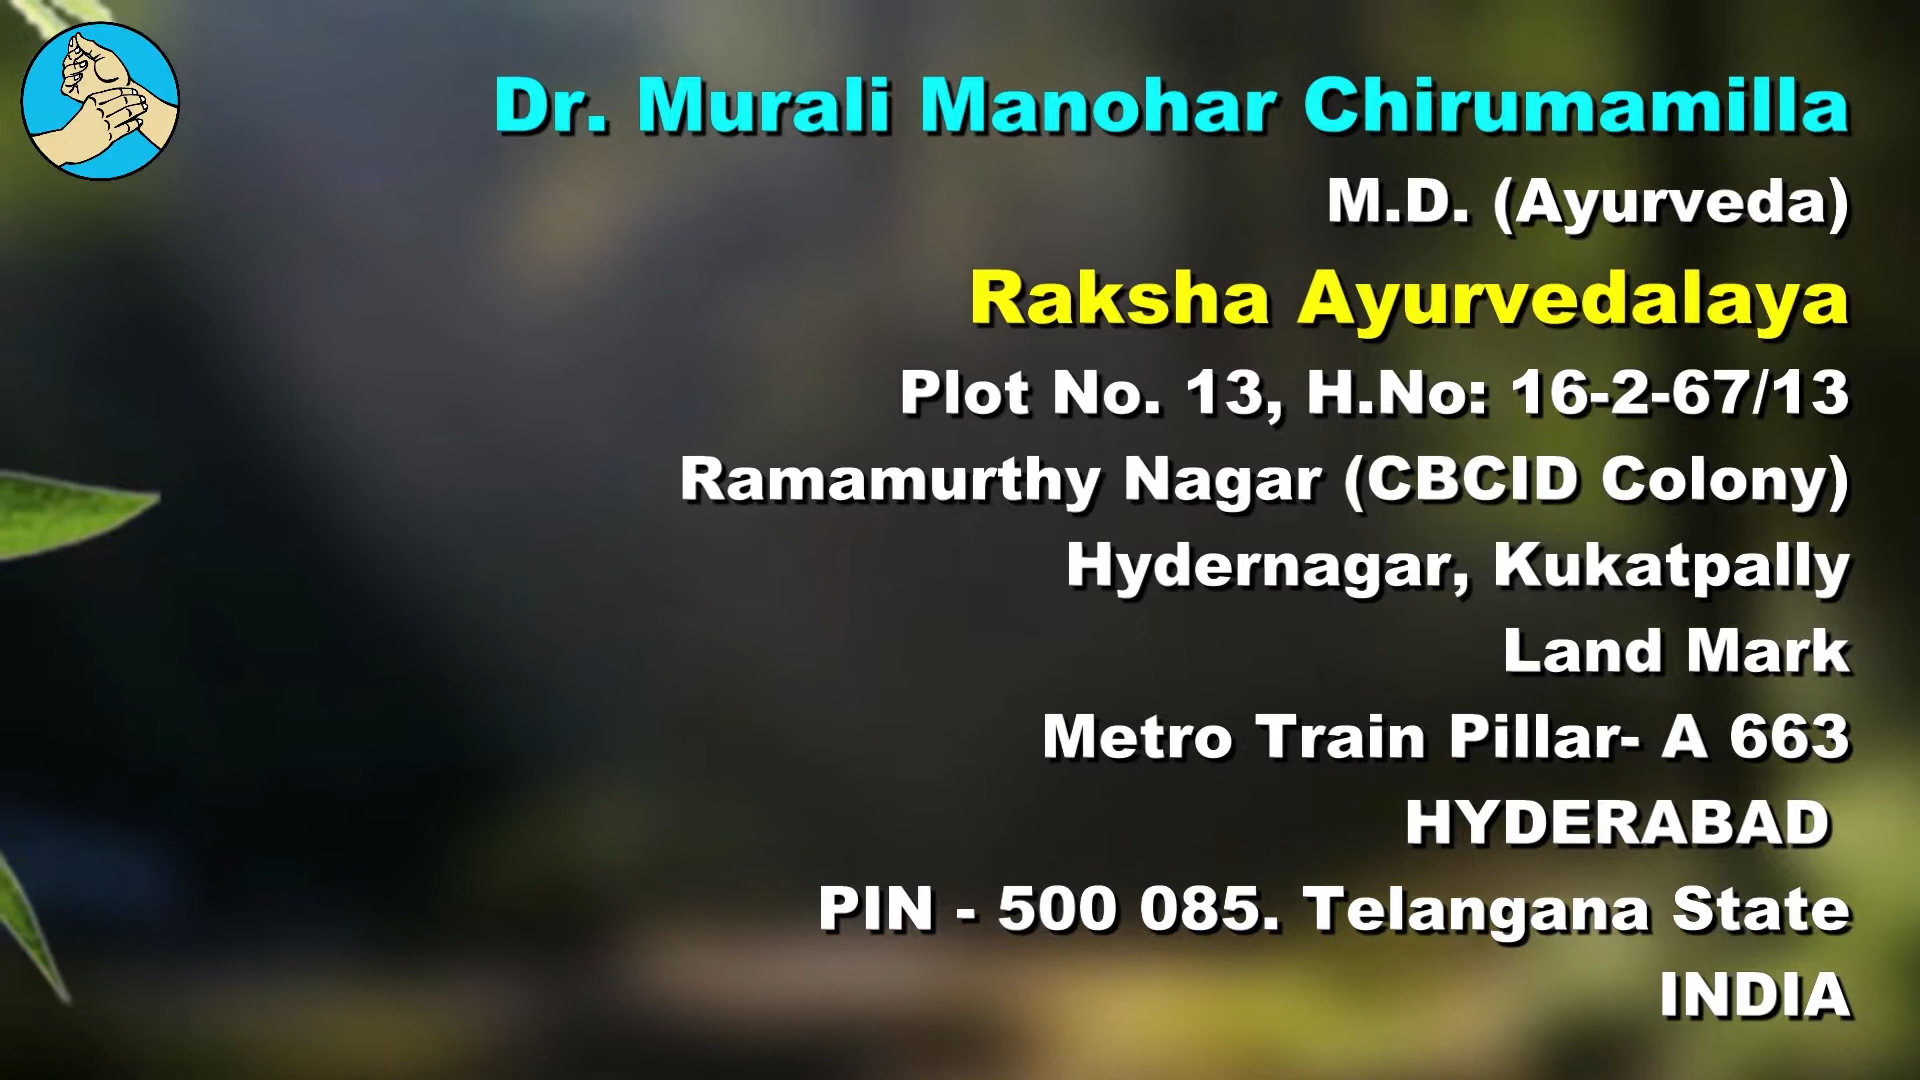 Dr. Murali Manohar Chirumamilla
M.D. (Ayurveda)
Raksha Ayurvedalaya
Plot No. 13, H.No: 16-2-67/13
Ramamurthy Nagar (CBCID Colony)
Hydernagar, Kukatpally
Land Mark
Metro Train Pillar- A 663
HYDERABAD
PIN - 500 085. Telangana State
INDIA